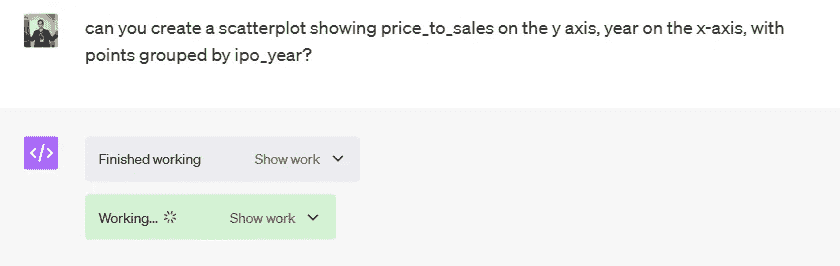 can you create a scatterplot showing price_to_sales on the y axis, year on the x-axis, with
points grouped by ipo_year?
</>
Finished working Show work
Working... Show work